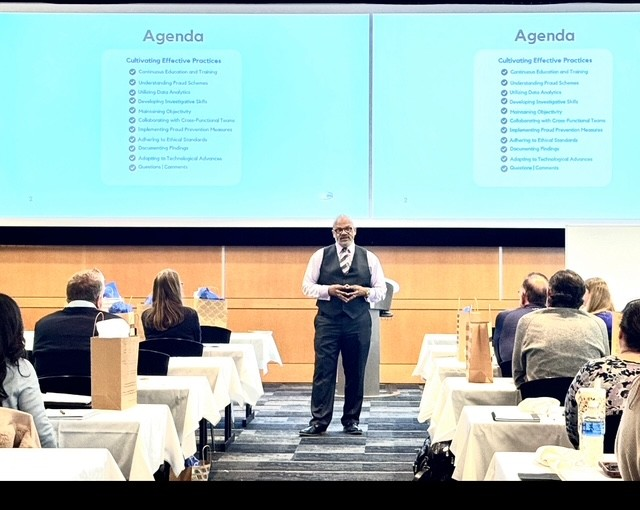 Agenda
Cultivating Effective Practices
Continuous Education and Training
Understanding Fraud Schemes
Utilizing Data Analytics
Developing Investigative Skills
Maintaining Objectivity
Collaborating with Cross-Functional Teams
Implementing Fraud Prevention Measures
Adhering to Ethical Standards
Documenting Findings
Adapting to Technological Advances
Questions | Comments
Agenda
Cultivating Effective Practices
Continuous Education and Training
Understanding Fraud Schemes
Utilizing Data Analytics
Developing Investigative Skills
Maintaining Objectivity
Collaborating with Cross-Functional Teams
Implementing Fraud Prevention Measures
Adhering to Ethical Standards
Documenting Findings
Adapting to Technological Advances
Questions | Comments